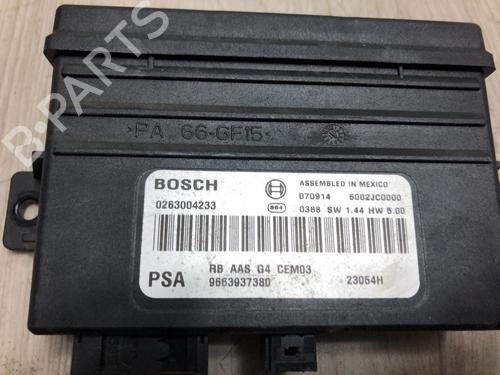 >PA 66-GF15<
BOSCH
ASSEMBLED IN MEXICO
070914 6002JC0000
0263004233
864
0388 SW 1.44 HW 5.00
PSA
RB AAS G4 CEM03
9663937380
23054H
B-PARTS